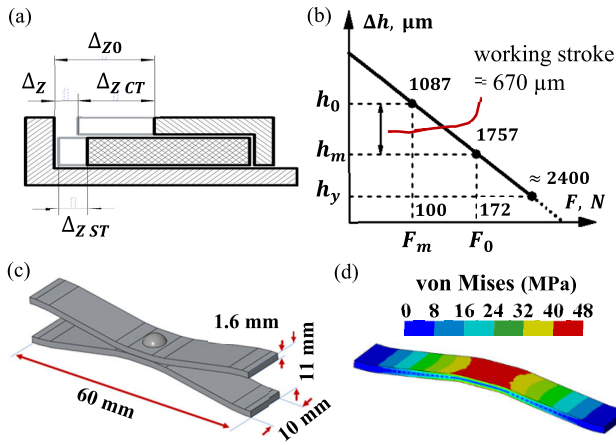 (a)
Δ_Z0
Δ_Z
Δ_Z CT
Δ_Z ST
(b)
Δh, μm
working stroke
≈ 670 μm
1087
h_0
1757
h_m
≈ 2400
h_y
F, N
100
172
F_m
F_0
(c)
1.6 mm
11 mm
60 mm
10 mm
(d)
von Mises (MPa)
0 8 16 24 32 40 48